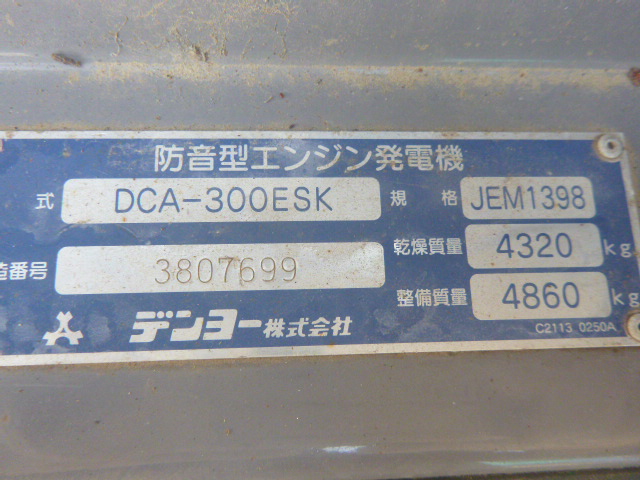 防音型エンジン発電機
式 DCA-300ESK 規格 JEM1398
造番号 3807699 乾燥質量 4320 kg
整備質量 4860 kg
デンヨー株式会社 C2113 0250A